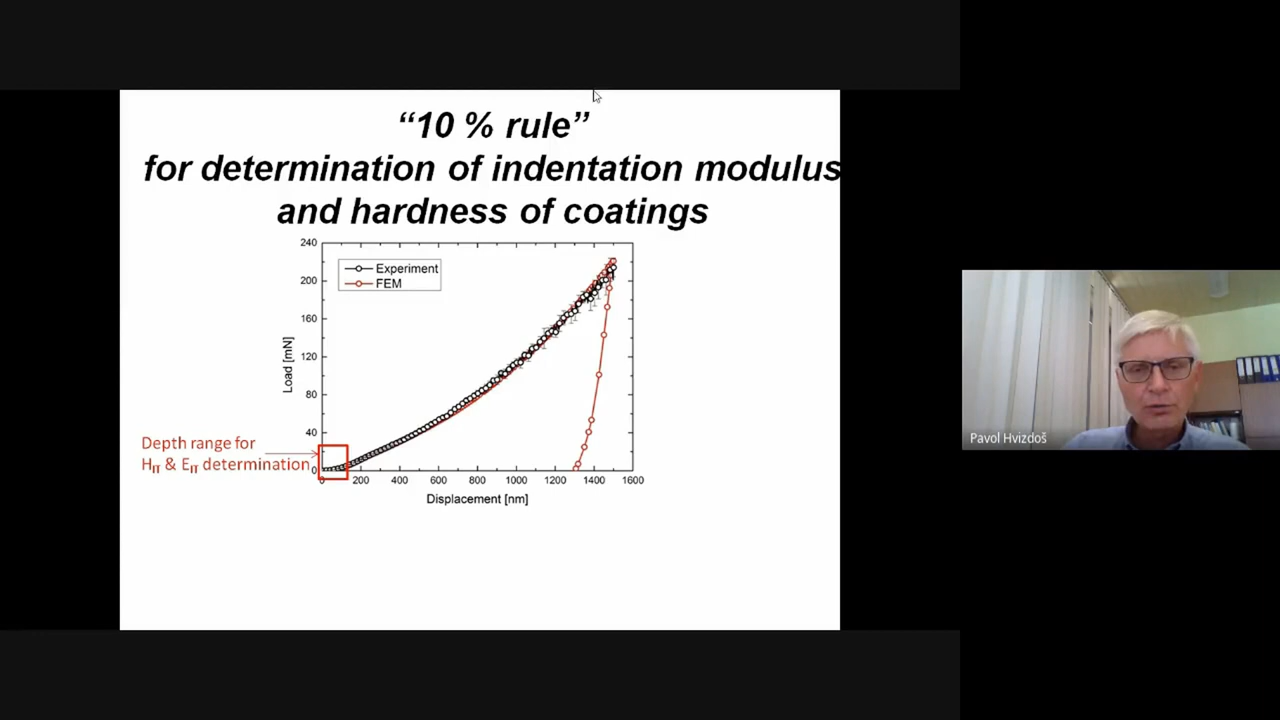 “10 % rule”
for determination of indentation modulus
and hardness of coatings
240
200
160
120
80
40
0
Experiment
FEM
Load [mN]
Depth range for
H_IT & E_IT determination
0 200 400 600 800 1000 1200 1400 1600
Displacement [nm]
Pavol Hvizdoš